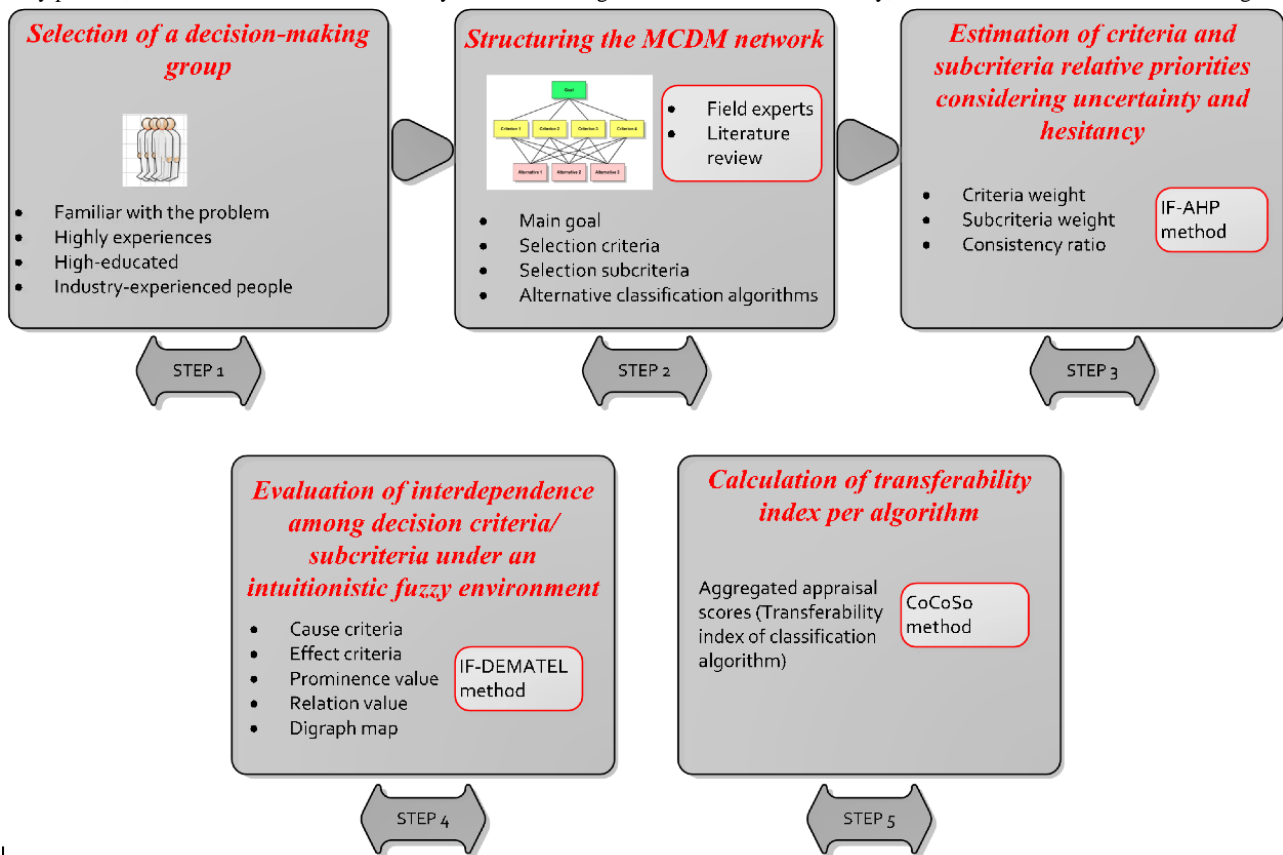 Selection of a decision-making
group
Familiar with the problem
Highly experiences
High-educated
Industry-experienced people
STEP 1
Structuring the MCDM network
Goal
Criterion 1 Criterion 2 Criterion 3 Criterion 4
Alternative 1 Alternative 2 Alternative 3
Field experts
Literature
review
Main goal
Selection criteria
Selection subcriteria
Alternative classification algorithms
STEP 2
Estimation of criteria and
subcriteria relative priorities
considering uncertainty and
hesitancy
Criteria weight
Subcriteria weight
Consistency ratio
IF-AHP
method
STEP 3
Evaluation of interdependence
among decision criteria/
subcriteria under an
intuitionistic fuzzy environment
Cause criteria
Effect criteria
Prominence value
Relation value
Digraph map
IF-DEMATEL
method
STEP 4
Calculation of transferability
index per algorithm
Aggregated appraisal
scores (Transferability
index of classification
algorithm)
CoCoSo
method
STEP 5